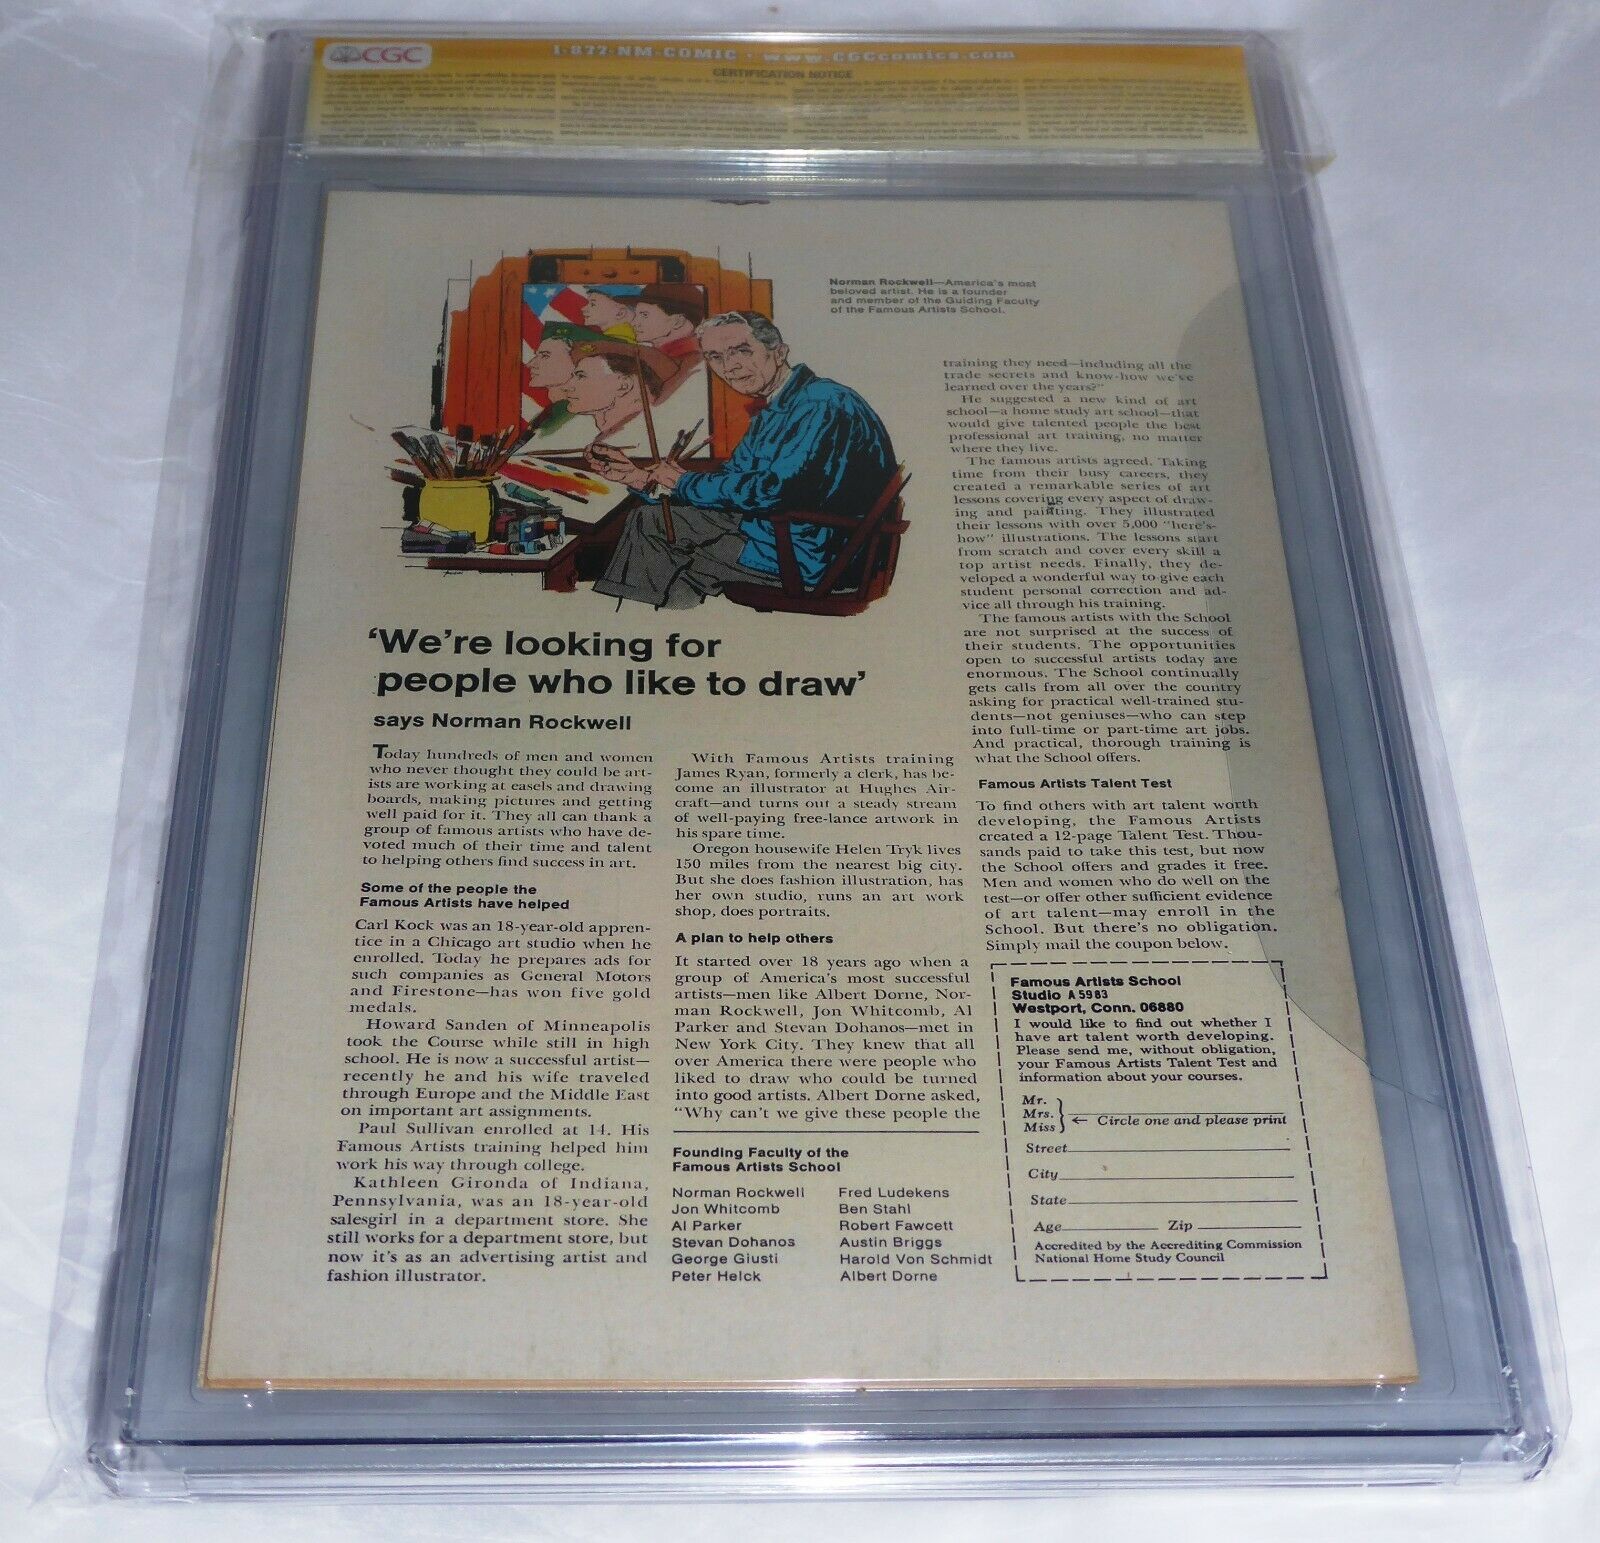 CGC
1-877-NM-COMIC • www.CGCcomics.com
CERTIFICATION NOTICE
Norman Rockwell—America's most
beloved artist. He is a founder
and member of the Guiding Faculty
of the Famous Artists School.
'We're looking for
people who like to draw'
says Norman Rockwell
Today hundreds of men and women
who never thought they could be art-
ists are working at easels and drawing
boards, making pictures and getting
well paid for it. They all can thank a
group of famous artists who have de-
voted much of their time and talent
to helping others find success in art.
Some of the people the
Famous Artists have helped
Carl Kock was an 18-year-old appren-
tice in a Chicago art studio when he
enrolled. Today he prepares ads for
such companies as General Motors
and Firestone—has won five gold
medals.
Howard Sanden of Minneapolis
took the Course while still in high
school. He is now a successful artist—
recently he and his wife traveled
through Europe and the Middle East
on important art assignments.
Paul Sullivan enrolled at 14. His
Famous Artists training helped him
work his way through college.
Kathleen Gironda of Indiana,
Pennsylvania, was an 18-year-old
salesgirl in a department store. She
still works for a department store, but
now it's as an advertising artist and
fashion illustrator.
With Famous Artists training
James Ryan, formerly a clerk, has be-
come an illustrator at Hughes Air-
craft—and turns out a steady stream
of well-paying free-lance artwork in
his spare time.
Oregon housewife Helen Tryk lives
150 miles from the nearest big city.
But she does fashion illustration, has
her own studio, runs an art work
shop, does portraits.
A plan to help others
It started over 18 years ago when a
group of America's most successful
artists—men like Albert Dorne, Nor-
man Rockwell, Jon Whitcomb, Al
Parker and Stevan Dohanos—met in
New York City. They knew that all
over America there were people who
liked to draw who could be turned
into good artists. Albert Dorne asked,
"Why can't we give these people the
Founding Faculty of the
Famous Artists School
Norman Rockwell
Jon Whitcomb
Al Parker
Stevan Dohanos
George Giusti
Peter Helck
Fred Ludekens
Ben Stahl
Robert Fawcett
Austin Briggs
Harold Von Schmidt
Albert Dorne
training they need—including all the
trade secrets and know-how we've
learned over the years?"
He suggested a new kind of art
school—a home study art school—that
would give talented people the best
professional art training, no matter
where they live.
The famous artists agreed. Taking
time from their busy careers, they
created a remarkable series of art
lessons covering every aspect of draw-
ing and painting. They illustrated
their lessons with over 5,000 "here's-
how" illustrations. The lessons start
from scratch and cover every skill a
top artist needs. Finally, they de-
veloped a wonderful way to give each
student personal correction and ad-
vice all through his training.
The famous artists with the School
are not surprised at the success of
their students. The opportunities
open to successful artists today are
enormous. The School continually
gets calls from all over the country
asking for practical well-trained stu-
dents—not geniuses—who can step
into full-time or part-time art jobs.
And practical, thorough training is
what the School offers.
Famous Artists Talent Test
To find others with art talent worth
developing, the Famous Artists
created a 12-page Talent Test. Thou-
sands paid to take this test, but now
the School offers and grades it free.
Men and women who do well on the
test—or offer other sufficient evidence
of art talent—may enroll in the
School. But there's no obligation.
Simply mail the coupon below.
Famous Artists School
Studio A5983
Westport, Conn. 06880
I would like to find out whether I
have art talent worth developing.
Please send me, without obligation,
your Famous Artists Talent Test and
information about your courses.
Mr.
Mrs.
Miss ← Circle one and please print
Street
City
State
Age Zip
Accredited by the Accrediting Commission
National Home Study Council